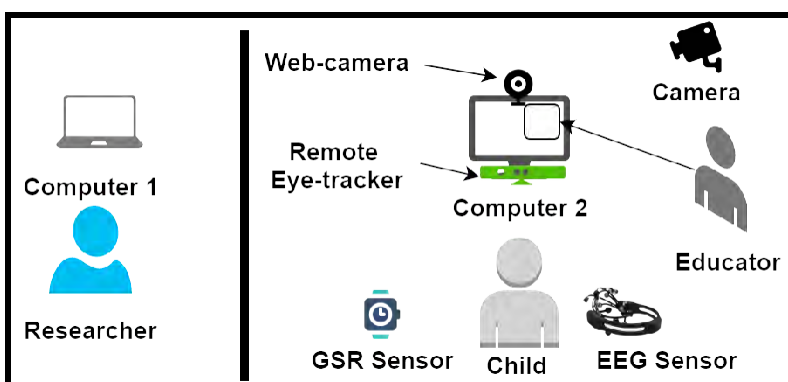 Web-camera
Camera
Remote
Eye-tracker
Computer 1
Computer 2
Educator
Researcher
GSR Sensor
Child
EEG Sensor